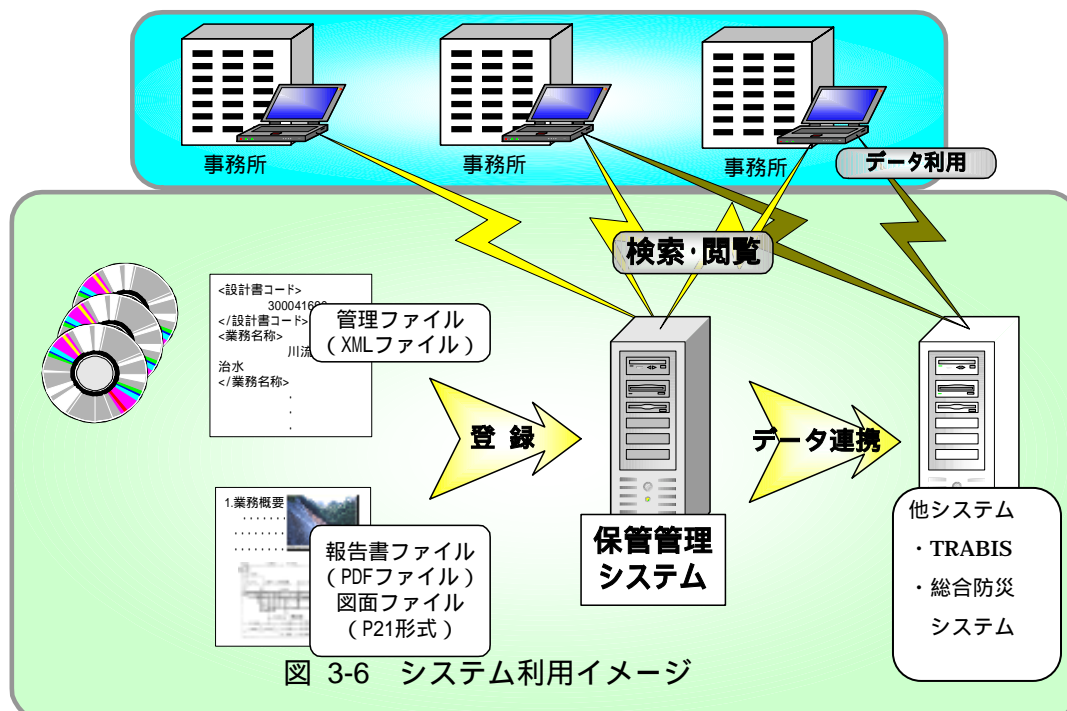 事務所
事務所
事務所
データ利用
検索・閲覧
<設計書コード>
</設計書コード>
<業務名称>
川流
治水
</業務名称>
・
・
・
管理ファイル
（XMLファイル）
登 録
データ連携
1.業務概要
・・・・・・
・・・・・・
報告書ファイル
（PDFファイル）
図面ファイル
（P21形式）
保管管理
システム
他システム
・TRABIS
・総合防災
システム
図 3-6　システム利用イメージ